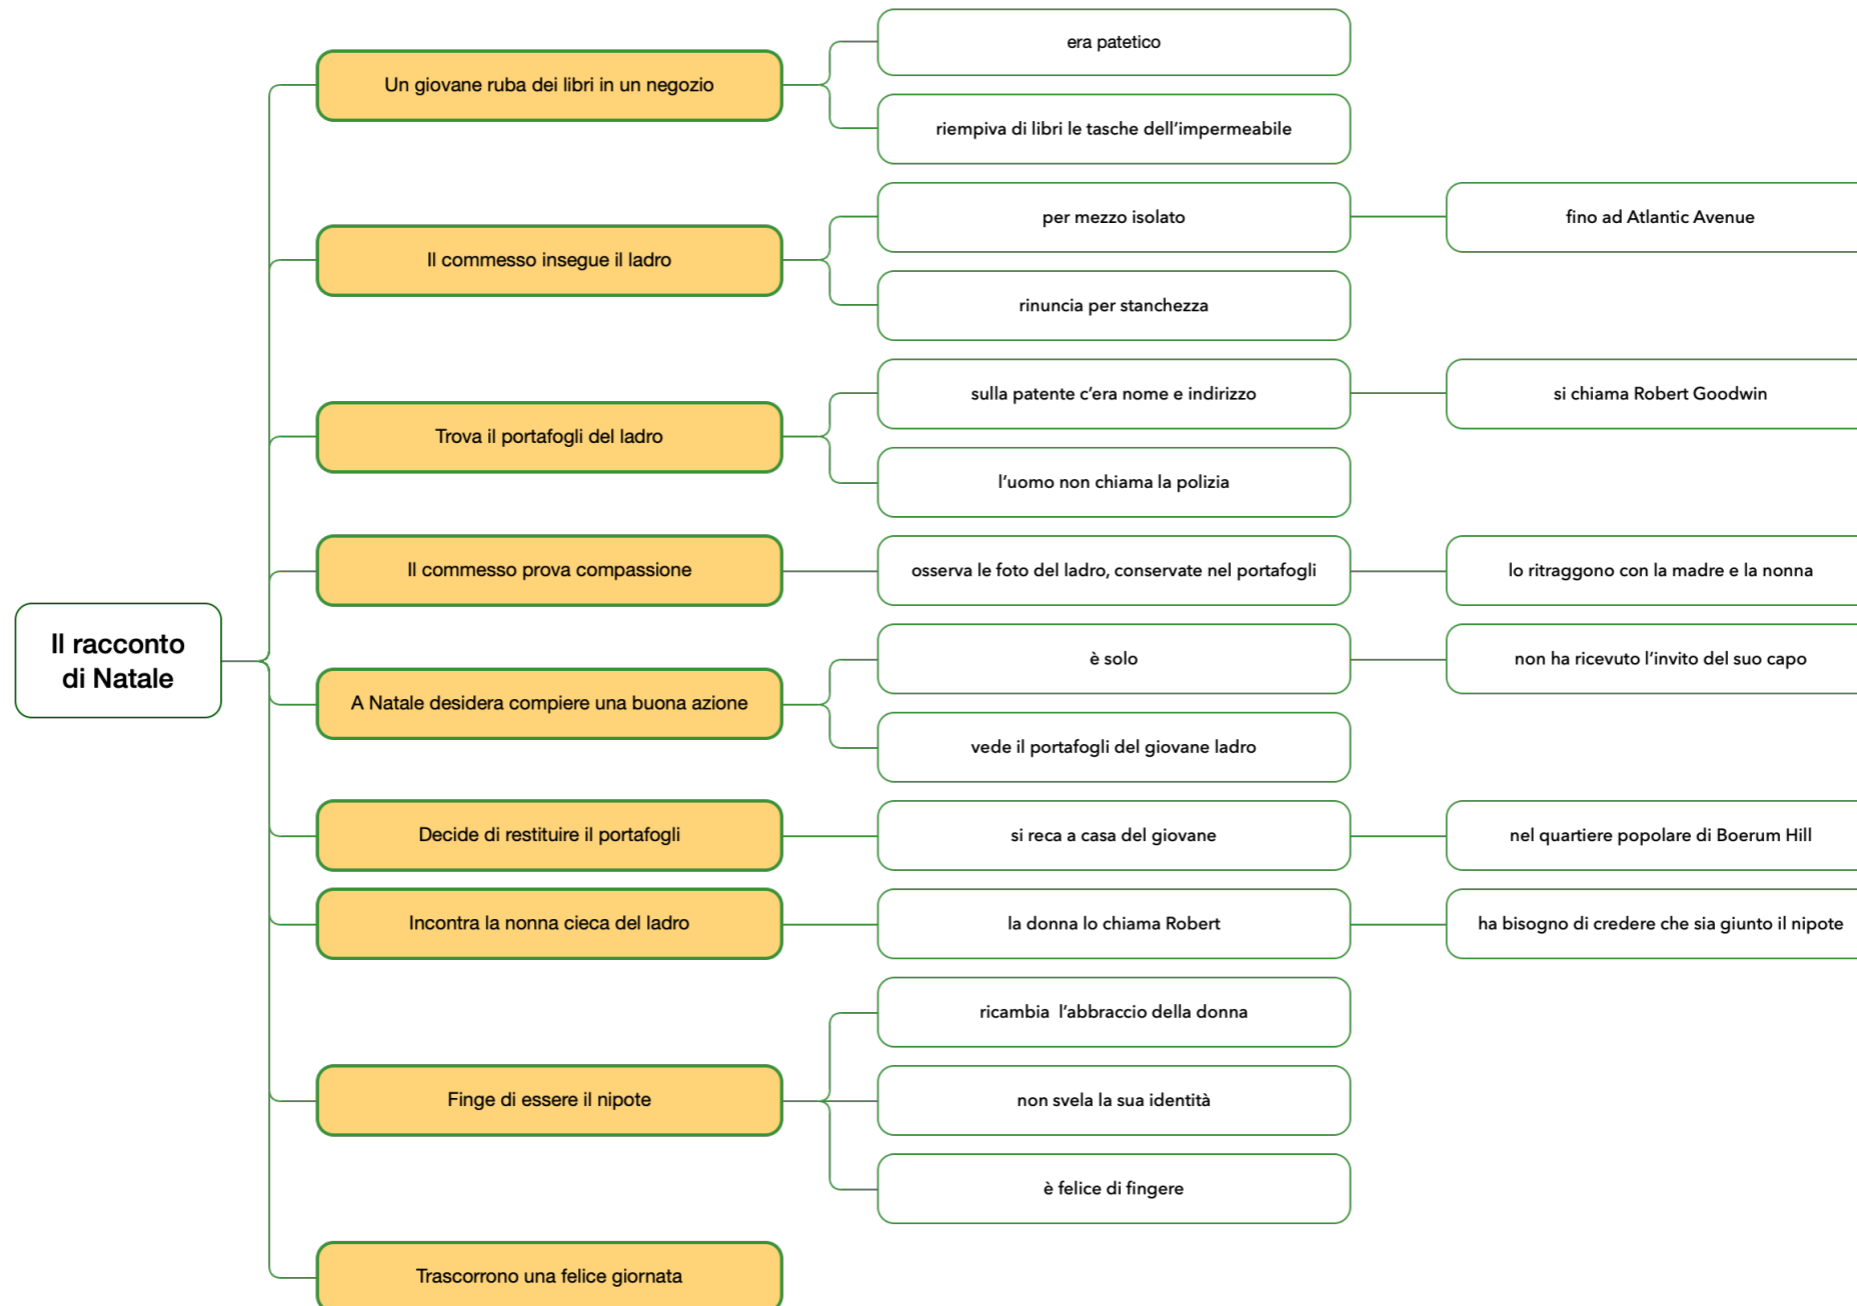 Il racconto
di Natale
Un giovane ruba dei libri in un negozio
era patetico
riempiva di libri le tasche dell'impermeabile
Il commesso insegue il ladro
per mezzo isolato
fino ad Atlantic Avenue
rinuncia per stanchezza
Trova il portafogli del ladro
sulla patente c'era nome e indirizzo
si chiama Robert Goodwin
l'uomo non chiama la polizia
Il commesso prova compassione
osserva le foto del ladro, conservate nel portafogli
lo ritraggono con la madre e la nonna
A Natale desidera compiere una buona azione
è solo
non ha ricevuto l'invito del suo capo
vede il portafogli del giovane ladro
Decide di restituire il portafogli
si reca a casa del giovane
nel quartiere popolare di Boerum Hill
Incontra la nonna cieca del ladro
la donna lo chiama Robert
ha bisogno di credere che sia giunto il nipote
Finge di essere il nipote
ricambia  l'abbraccio della donna
non svela la sua identità
è felice di fingere
Trascorrono una felice giornata